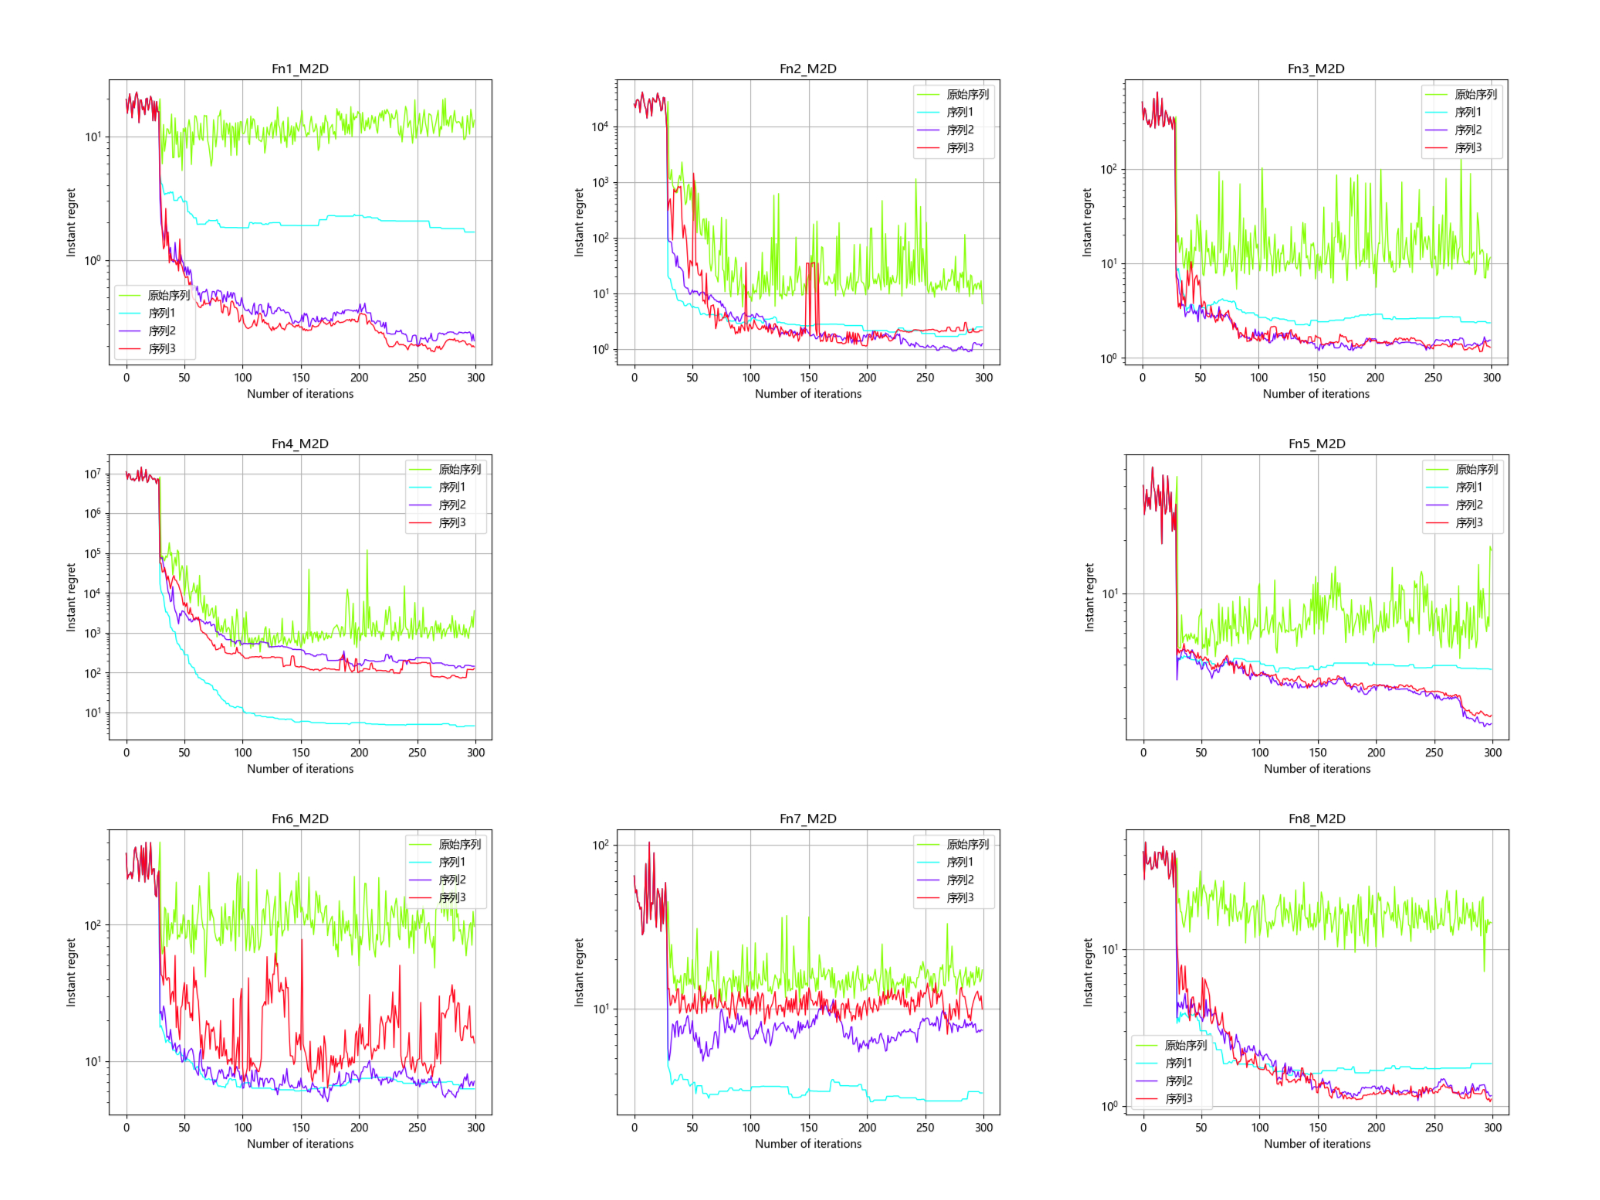 Fn1_M2D
Instant regret
10¹
10⁰
原始序列
序列1
序列2
序列3
0 50 100 150 200 250 300
Number of iterations
Fn2_M2D
Instant regret
10⁴
10³
10²
10¹
10⁰
原始序列
序列1
序列2
序列3
0 50 100 150 200 250 300
Number of iterations
Fn3_M2D
Instant regret
10²
10¹
10⁰
原始序列
序列1
序列2
序列3
0 50 100 150 200 250 300
Number of iterations
Fn4_M2D
Instant regret
10⁷
10⁶
10⁵
10⁴
10³
10²
10¹
原始序列
序列1
序列2
序列3
0 50 100 150 200 250 300
Number of iterations
Fn5_M2D
Instant regret
10¹
原始序列
序列1
序列2
序列3
0 50 100 150 200 250 300
Number of iterations
Fn6_M2D
Instant regret
10²
10¹
原始序列
序列1
序列2
序列3
0 50 100 150 200 250 300
Number of iterations
Fn7_M2D
Instant regret
10²
10¹
原始序列
序列1
序列2
序列3
0 50 100 150 200 250 300
Number of iterations
Fn8_M2D
Instant regret
10¹
10⁰
原始序列
序列1
序列2
序列3
0 50 100 150 200 250 300
Number of iterations